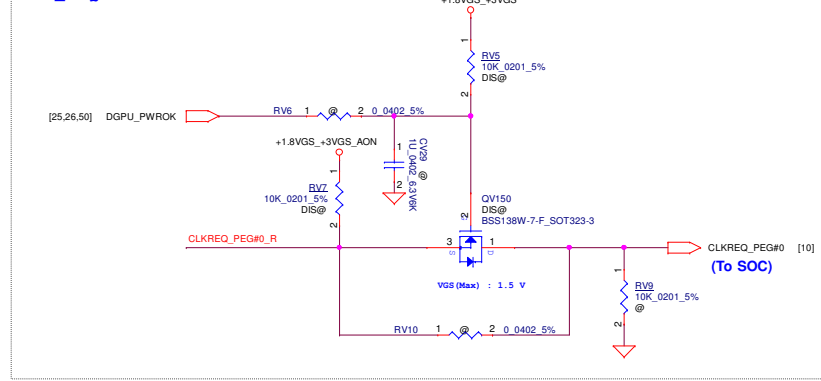 +1.8VGS_+3VGS
1
RV5
10K_0201_5%
DIS@
2
[25,26,50] DGPU_PWROK
RV6 1 @ 2 0_0402_5%
+1.8VGS_+3VGS_AON
1
CV29 @
1U_0402_6.3V6K
2
1
RV7
10K_0201_5%
DIS@
2
QV150
DIS@
BSS138W-7-F_SOT323-3
2
CLKREQ_PEG#0_R
3 1
S D
CLKREQ_PEG#0 [10]
(To SOC)
VGS(Max) : 1.5 V
1
RV9
10K_0201_5%
@
2
RV10 1 @ 2 0_0402_5%